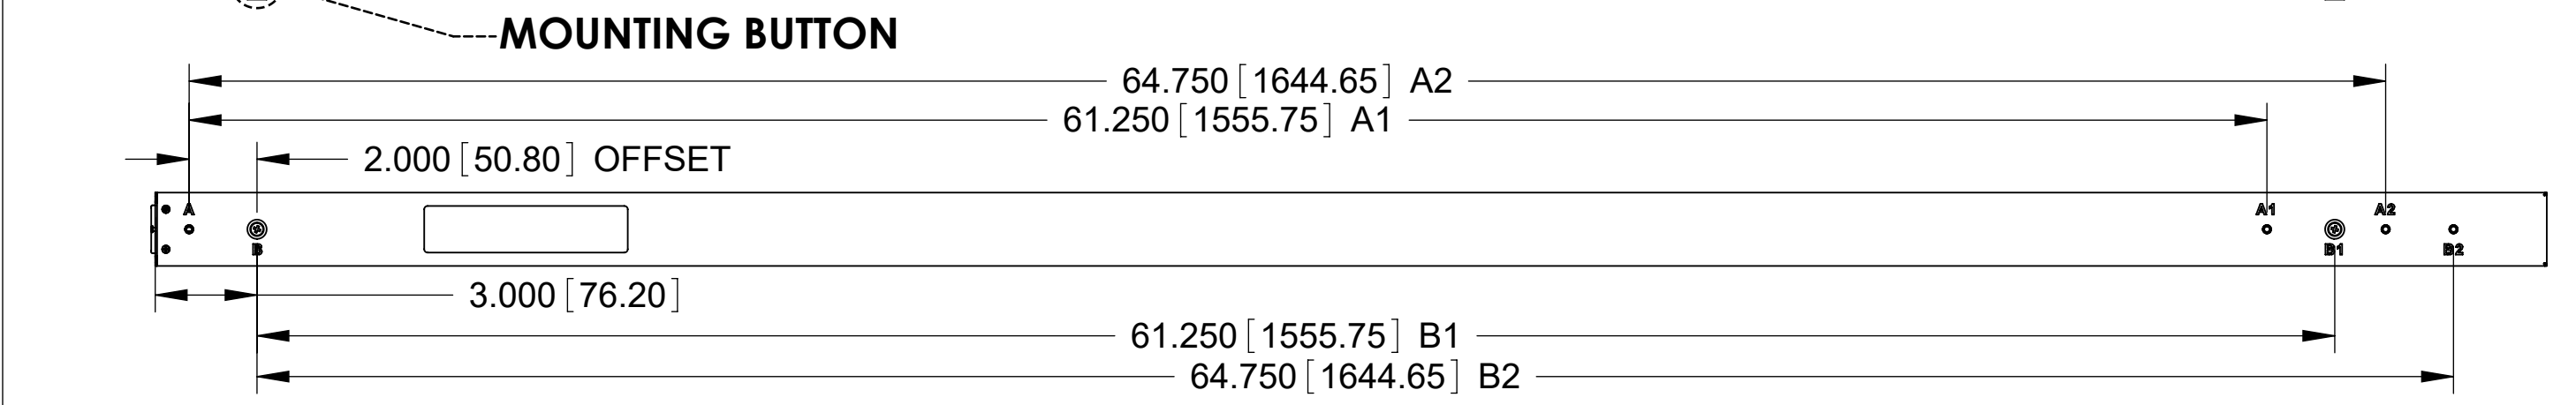 MOUNTING BUTTON
64.750 [1644.65] A2
61.250 [1555.75] A1
2.000 [50.80] OFFSET
A A1 A2
B B1 B2
3.000 [76.20]
61.250 [1555.75] B1
64.750 [1644.65] B2